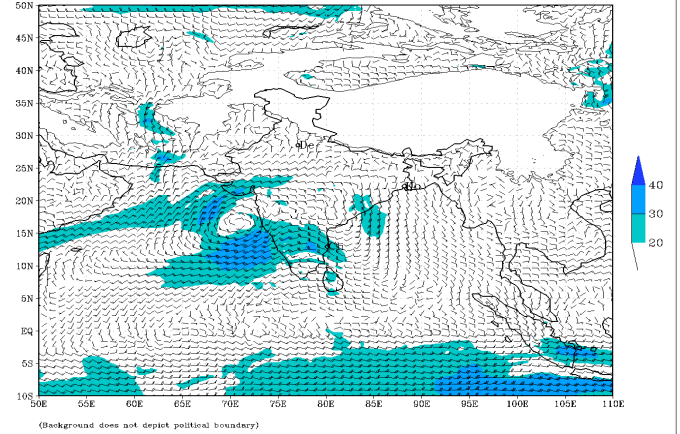 50N
45N
40N
35N
30N
De
25N
20N
15N
10N
5N
EQ
5S
10S
50E 55E 60E 65E 70E 75E 80E 85E 90E 95E 100E 105E 110E
40
30
20
(Background does not depict political boundary)